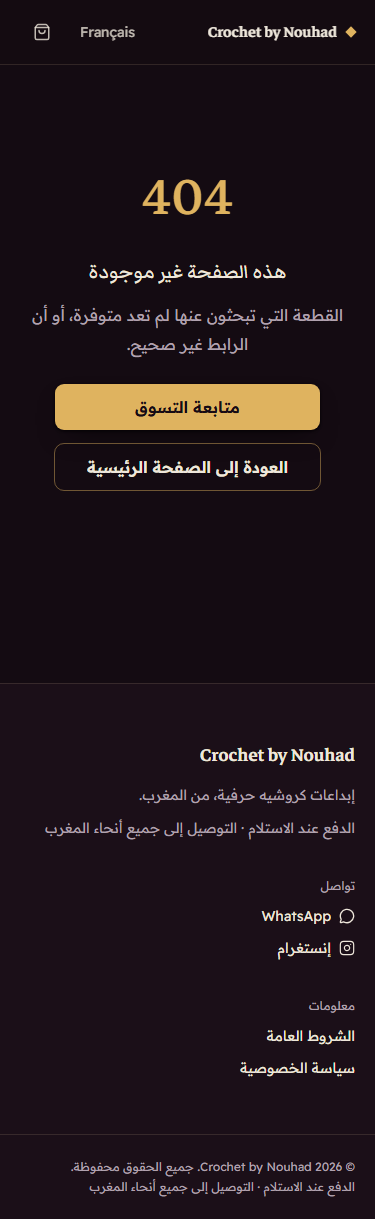 Crochet by Nouhad
Français
404
هذه الصفحة غير موجودة
القطعة التي تبحثون عنها لم تعد متوفرة، أو أن
الرابط غير صحيح.
متابعة التسوق
العودة إلى الصفحة الرئيسية
Crochet by Nouhad
إبداعات كروشيه حرفية، من المغرب.
الدفع عند الاستلام · التوصيل إلى جميع أنحاء المغرب
تواصل
WhatsApp
إنستغرام
معلومات
الشروط العامة
سياسة الخصوصية
© 2026 Crochet by Nouhad. جميع الحقوق محفوظة.
الدفع عند الاستلام · التوصيل إلى جميع أنحاء المغرب